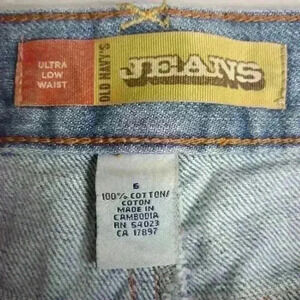 ULTRA
LOW
WAIST
OLD NAVY'S
JEANS
6
100% COTTON/
COTON
MADE IN
CAMBODIA
RN 54023
CA 17897